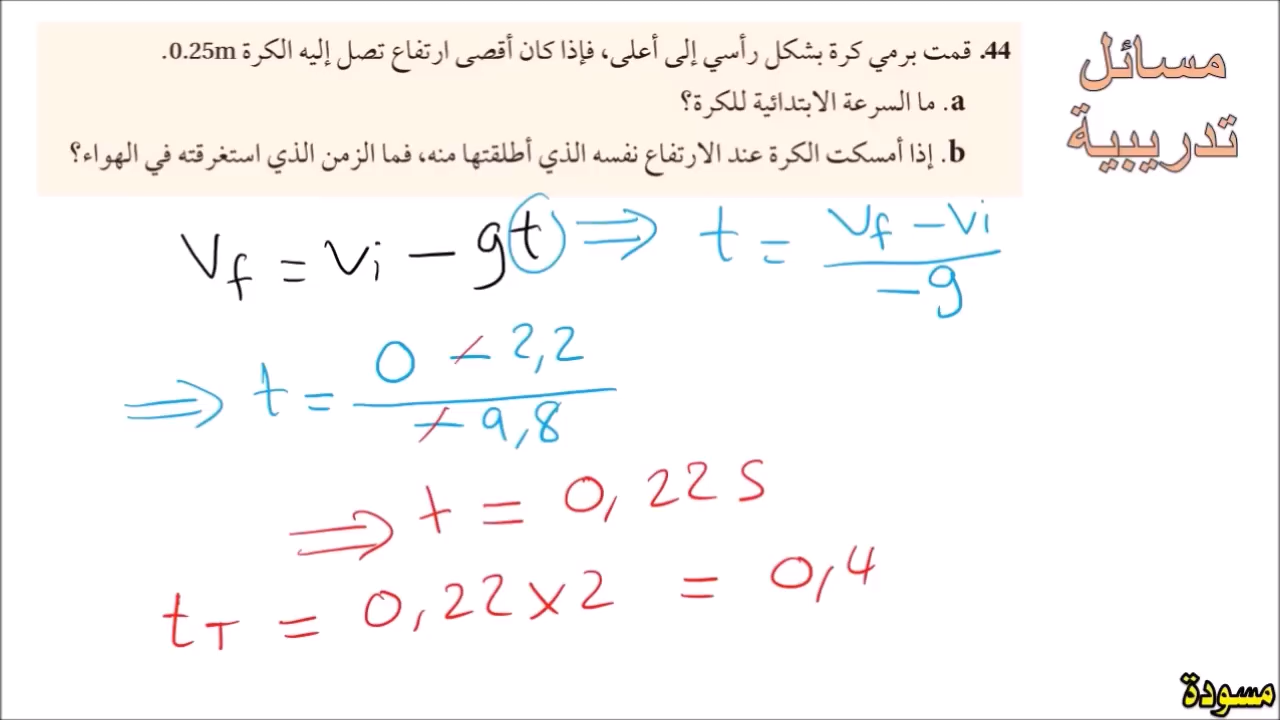 مسائل
تدريبية
44. قمت برمي كرة بشكل رأسي إلى أعلى، فإذا كان أقصى ارتفاع تصل إليه الكرة 0.25m.
a. ما السرعة الابتدائية للكرة؟
b. إذا أمسكت الكرة عند الارتفاع نفسه الذي أطلقتها منه، فما الزمن الذي استغرقته في الهواء؟
Vf = Vi - gt ⇒ t = (Vf - Vi) / -g
⇒ t = (0 - 2,2) / -9,8
⇒ t = 0,22 S
tT = 0,22 × 2 = 0,4
مسودة